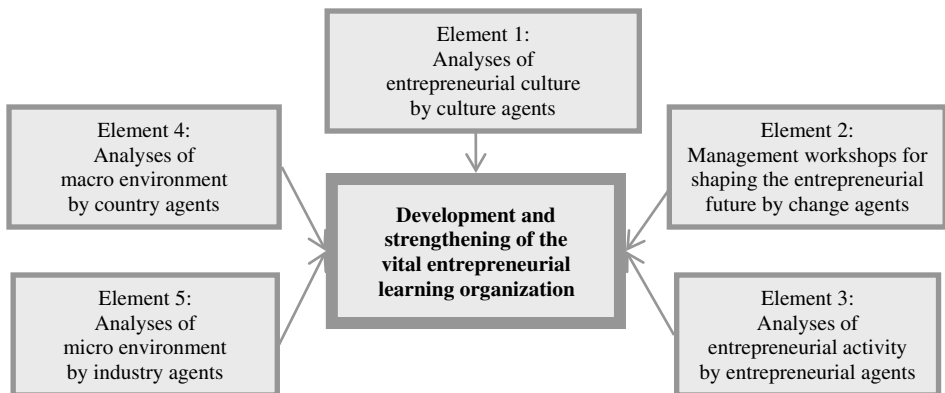 Element 1:
Analyses of
entrepreneurial culture
by culture agents
Element 4:
Analyses of
macro environment
by country agents
Element 2:
Management workshops for
shaping the entrepreneurial
future by change agents
Development and
strengthening of the
vital entrepreneurial
learning organization
Element 5:
Analyses of
micro environment
by industry agents
Element 3:
Analyses of
entrepreneurial activity
by entrepreneurial agents